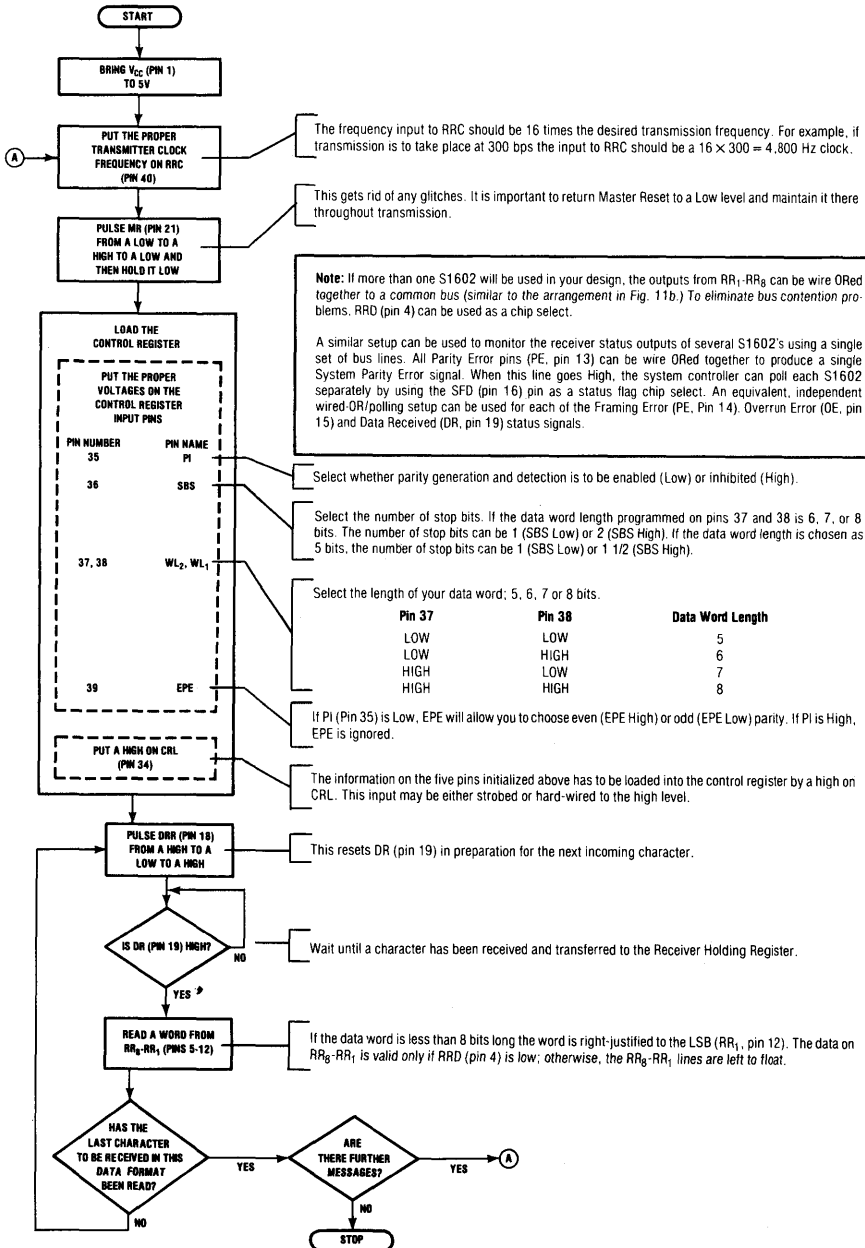 START
BRING VCC (PIN 1)
TO 5V
A
PUT THE PROPER
TRANSMITTER CLOCK
FREQUENCY ON RRC
(PIN 40)
The frequency input to RRC should be 16 times the desired transmission frequency. For example, if
transmission is to take place at 300 bps the input to RRC should be a 16 × 300 = 4,800 Hz clock.
PULSE MR (PIN 21)
FROM A LOW TO A
HIGH TO A LOW AND
THEN HOLD IT LOW
This gets rid of any glitches. It is important to return Master Reset to a Low level and maintain it there
throughout transmission.
Note: If more than one S1602 will be used in your design, the outputs from RR1-RR8 can be wire ORed
together to a common bus (similar to the arrangement in Fig. 11b.) To eliminate bus contention pro-
blems, RRD (pin 4) can be used as a chip select.
A similar setup can be used to monitor the receiver status outputs of several S1602's using a single
set of bus lines. All Parity Error pins (PE, pin 13) can be wire ORed together to produce a single
System Parity Error signal. When this line goes High, the system controller can poll each S1602
separately by using the SFD (pin 16) pin as a status flag chip select. An equivalent, independent
wired-OR/polling setup can be used for each of the Framing Error (PE, Pin 14). Overrun Error (OE, pin
15) and Data Received (DR, pin 19) status signals.
LOAD THE
CONTROL REGISTER
PUT THE PROPER
VOLTAGES ON THE
CONTROL REGISTER
INPUT PINS
PIN NUMBER PIN NAME
35 PI
Select whether parity generation and detection is to be enabled (Low) or inhibited (High).
36 SBS
Select the number of stop bits. If the data word length programmed on pins 37 and 38 is 6, 7, or 8
bits. The number of stop bits can be 1 (SBS Low) or 2 (SBS High). If the data word length is chosen as
5 bits, the number of stop bits can be 1 (SBS Low) or 1 1/2 (SBS High).
37, 38 WL2, WL1
Select the length of your data word; 5, 6, 7 or 8 bits.
Pin 37 Pin 38 Data Word Length
LOW LOW 5
LOW HIGH 6
HIGH LOW 7
HIGH HIGH 8
39 EPE
If PI (Pin 35) is Low, EPE will allow you to choose even (EPE High) or odd (EPE Low) parity. If PI is High,
EPE is ignored.
PUT A HIGH ON CRL
(PIN 34)
The information on the five pins initialized above has to be loaded into the control register by a high on
CRL. This input may be either strobed or hard-wired to the high level.
PULSE DRR (PIN 18)
FROM A HIGH TO A
LOW TO A HIGH
This resets DR (pin 19) in preparation for the next incoming character.
IS DR (PIN 19) HIGH?
NO
Wait until a character has been received and transferred to the Receiver Holding Register.
YES
READ A WORD FROM
RR8-RR1 (PINS 5-12)
If the data word is less than 8 bits long the word is right-justified to the LSB (RR1, pin 12). The data on
RR8-RR1 is valid only if RRD (pin 4) is low; otherwise, the RR8-RR1 lines are left to float.
HAS THE
LAST CHARACTER
TO BE RECEIVED IN THIS
DATA FORMAT
BEEN READ?
YES
NO
ARE
THERE FURTHER
MESSAGES?
YES
A
NO
STOP